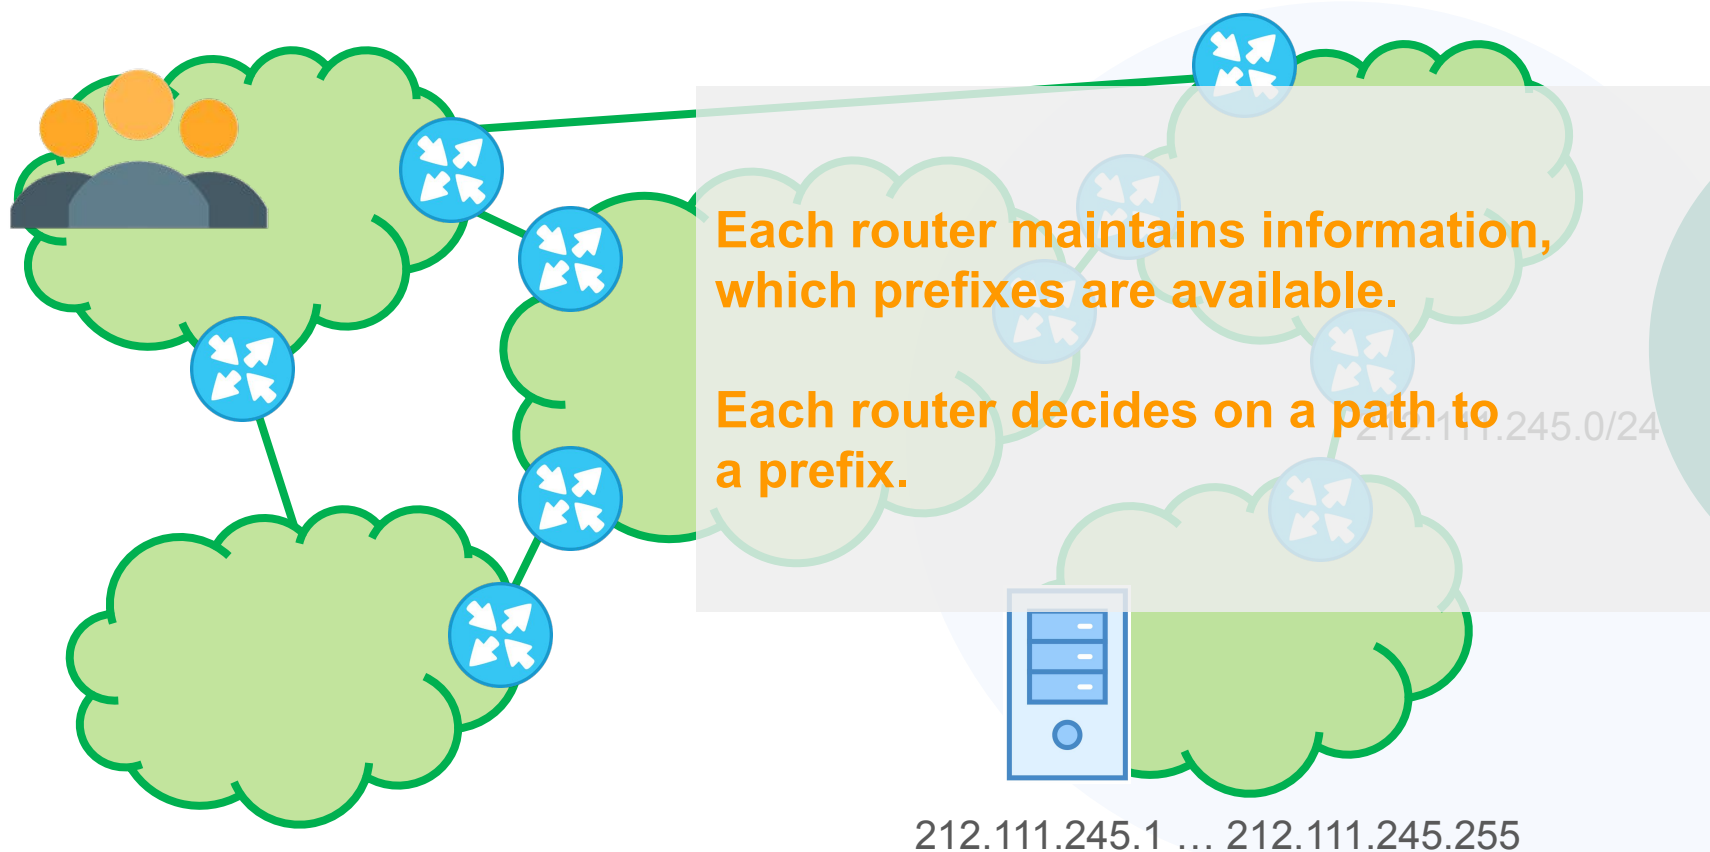 Each router maintains information,
which prefixes are available.
Each router decides on a path to
a prefix.
212.111.245.0/24
212.111.245.1 … 212.111.245.255